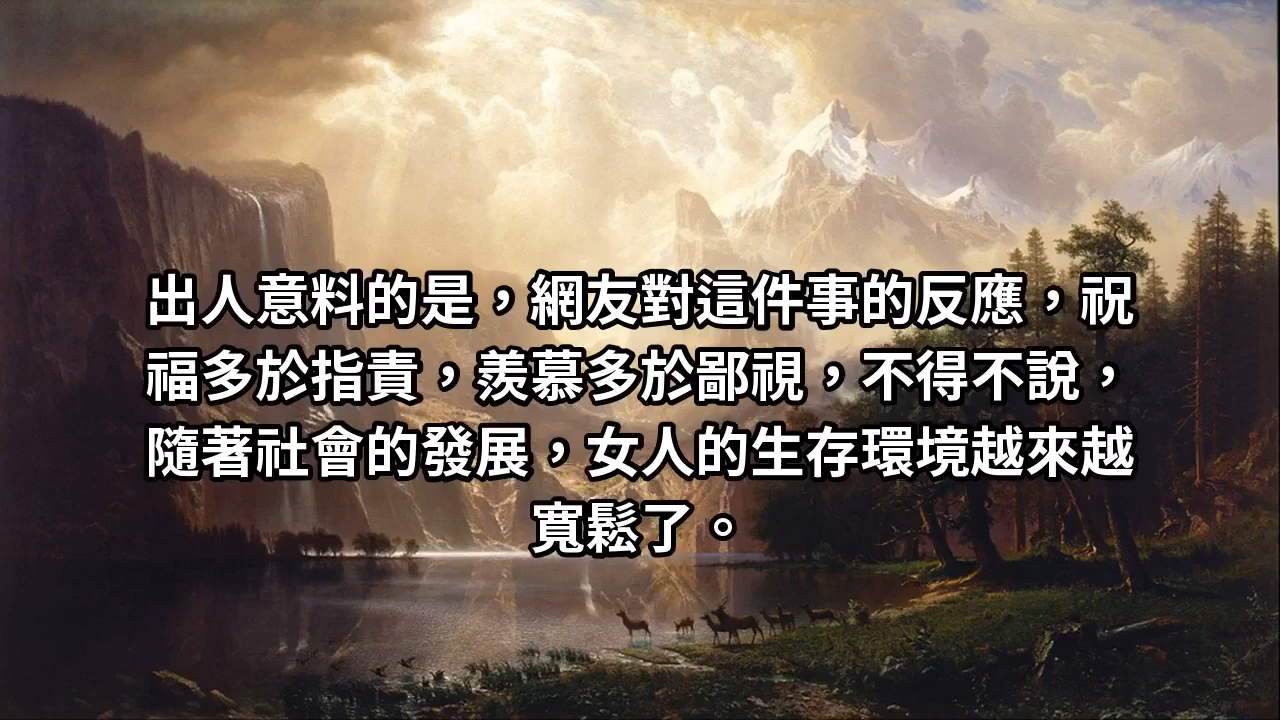 出人意料的是，網友對這件事的反應，祝
福多於指責，羨慕多於鄙視，不得不說，
隨著社會的發展，女人的生存環境越來越
寬鬆了。